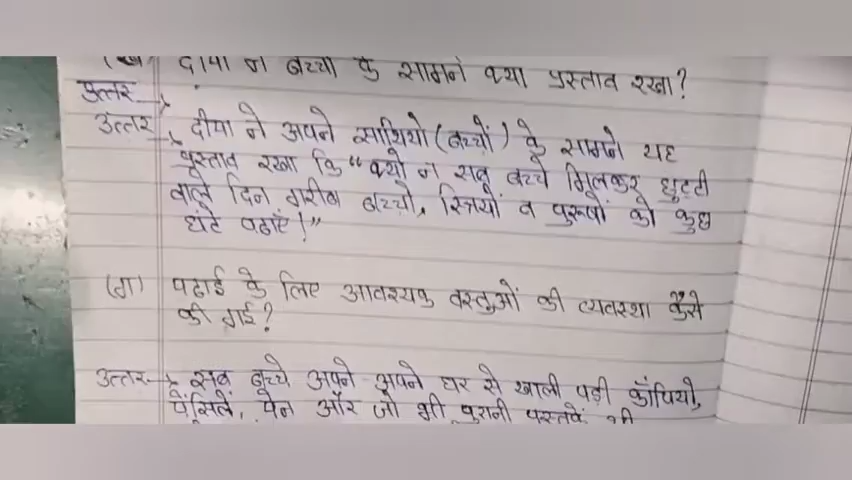 (ख) दीपा ने बच्चों के सामने क्या प्रस्ताव रखा?
उत्तर →
उत्तर → दीपा ने अपने साथियो (बच्चों) के सामने यह
प्रस्ताव रखा कि "क्यो न सब बच्चे मिलकर छुट्टी
वाले दिन गरीब बच्चो, स्त्रियों व पुरूषों को कुछ
घंटे पढाएँ!"
(ग) पढाई के लिए आवश्यक वस्तुओं की व्यवस्था कैसे
की गई?
उत्तर → सब बच्चे अपने-अपने घर से खाली पड़ी कॉपियो,
पेंसिलें, पेन और जो भी पुरानी पुस्तकें थी